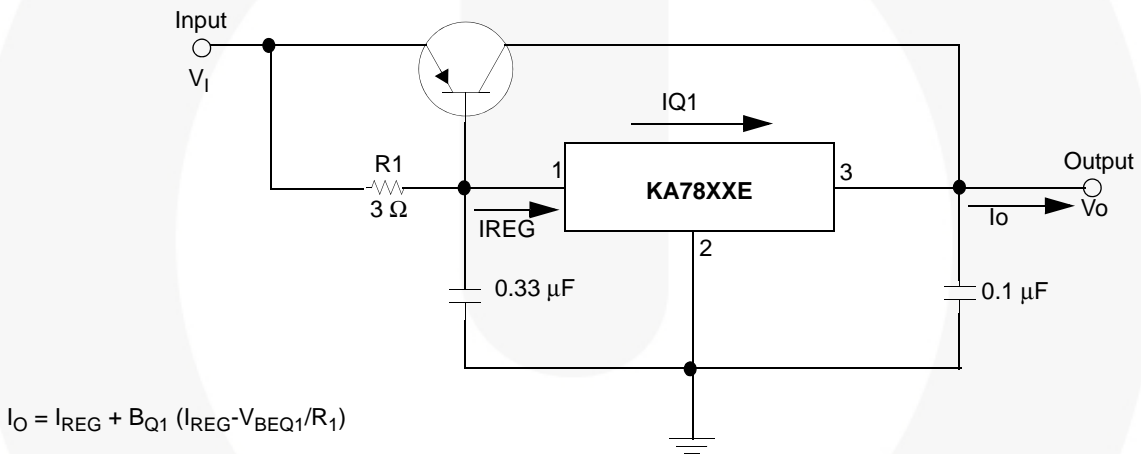 Input
V_I
IQ1
R1
3 Ω
1
KA78XXE
3
Output
Vo
IREG
Io
2
0.33 μF
0.1 μF
I_O = I_REG + B_Q1 (I_REG-V_BEQ1/R_1)